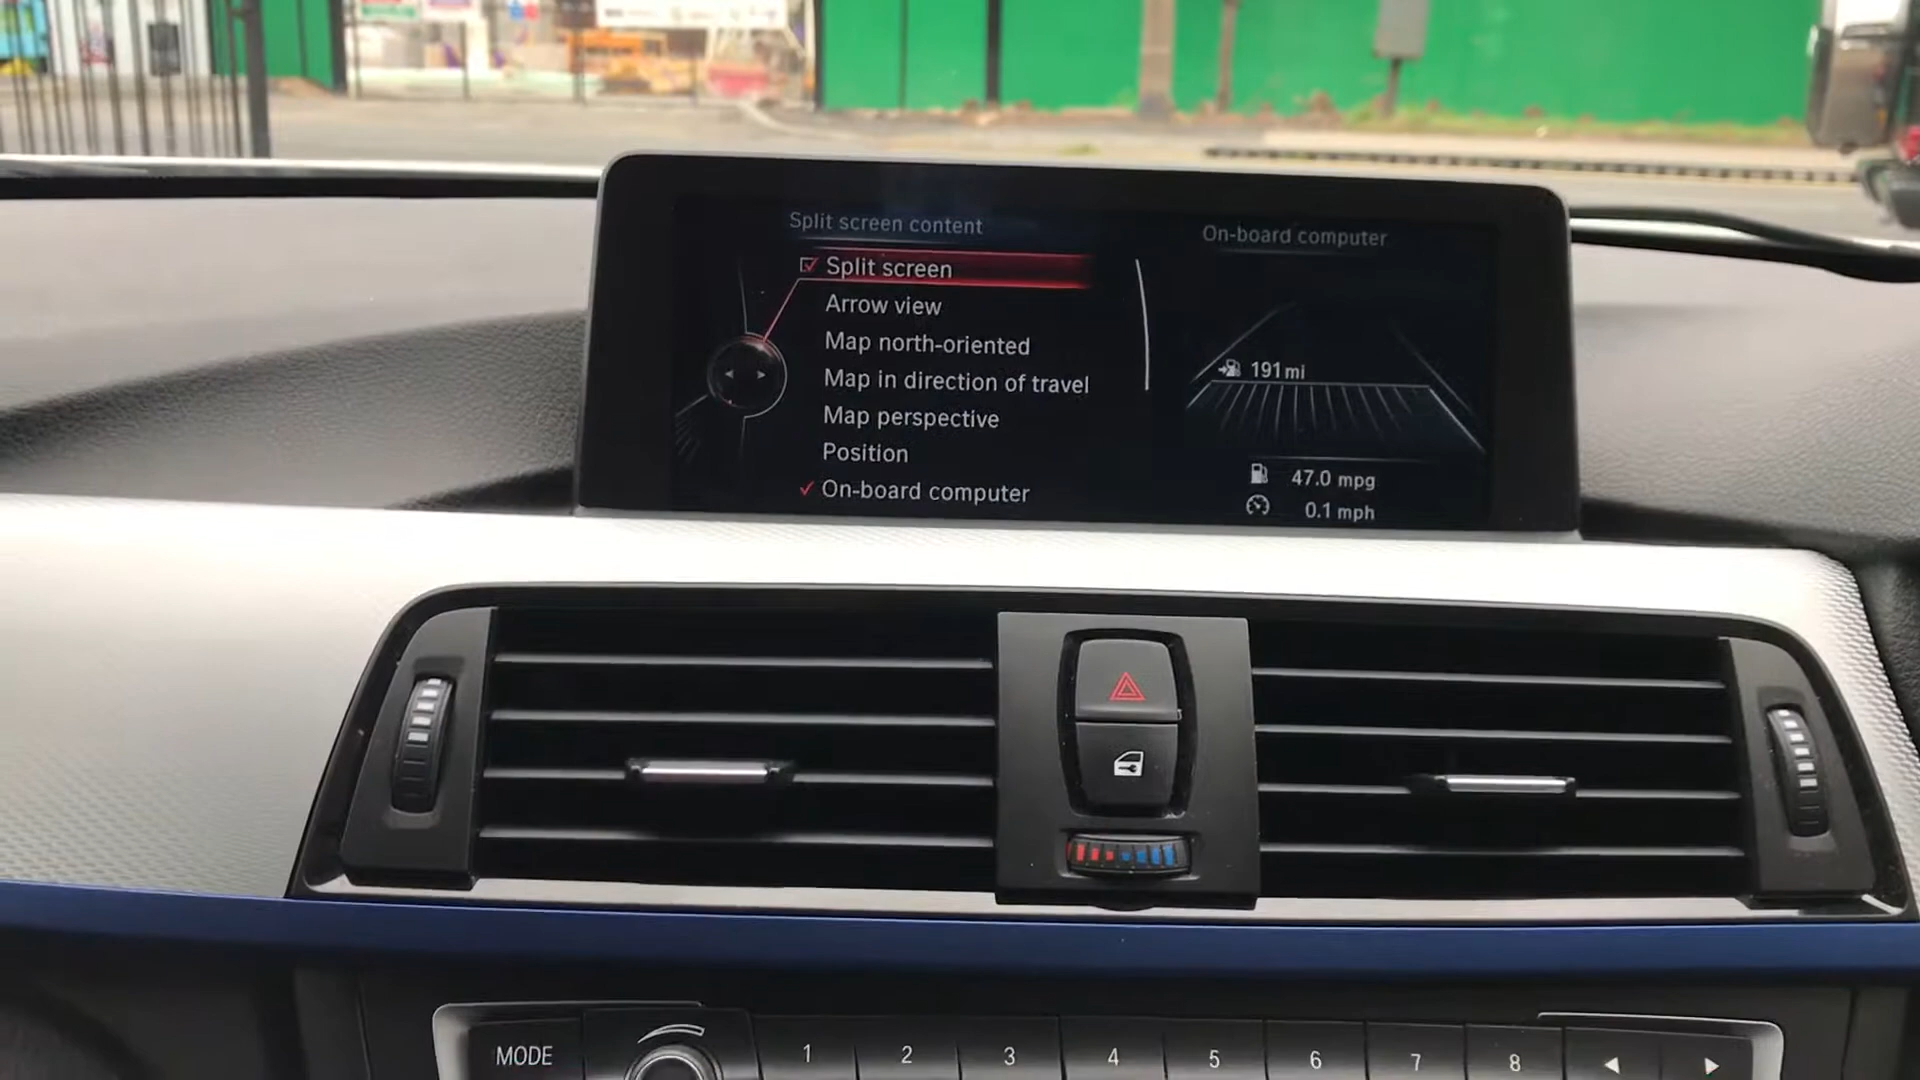 Split screen content
Split screen
Arrow view
Map north-oriented
Map in direction of travel
Map perspective
Position
On-board computer
On-board computer
191 mi
47.0 mpg
0.1 mph
MODE
1
2
3
4
5
6
7
8